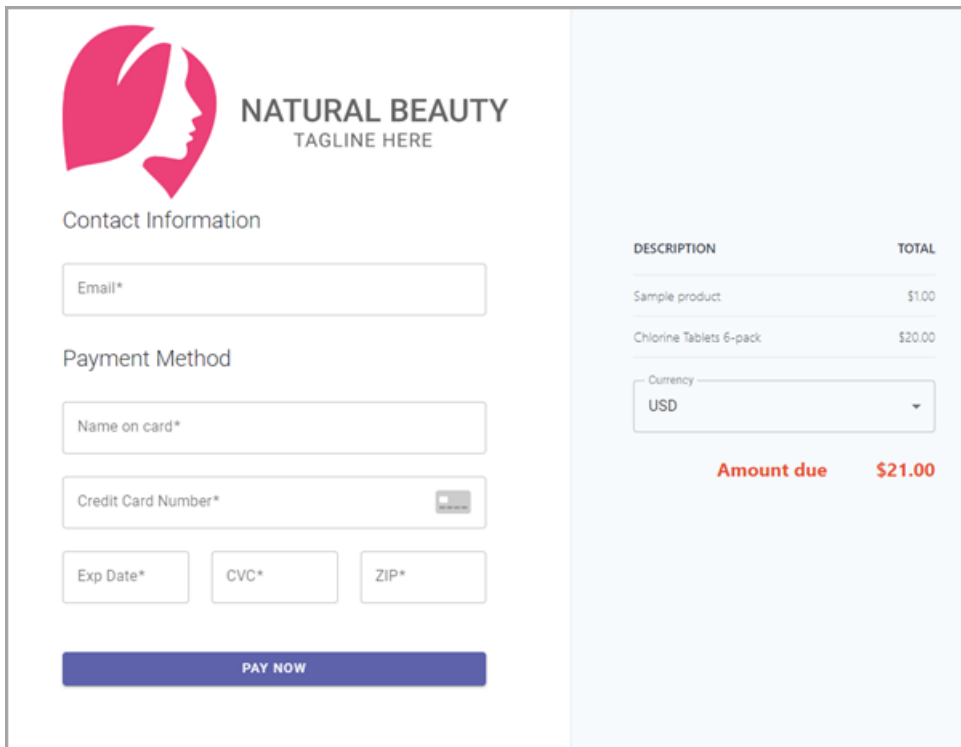 NATURAL BEAUTY
TAGLINE HERE
Contact Information
Email*
Payment Method
Name on card*
Credit Card Number*
Exp Date* CVC* ZIP*
PAY NOW
DESCRIPTION TOTAL
Sample product $1.00
Chlorine Tablets 6-pack $20.00
Currency
USD
Amount due $21.00